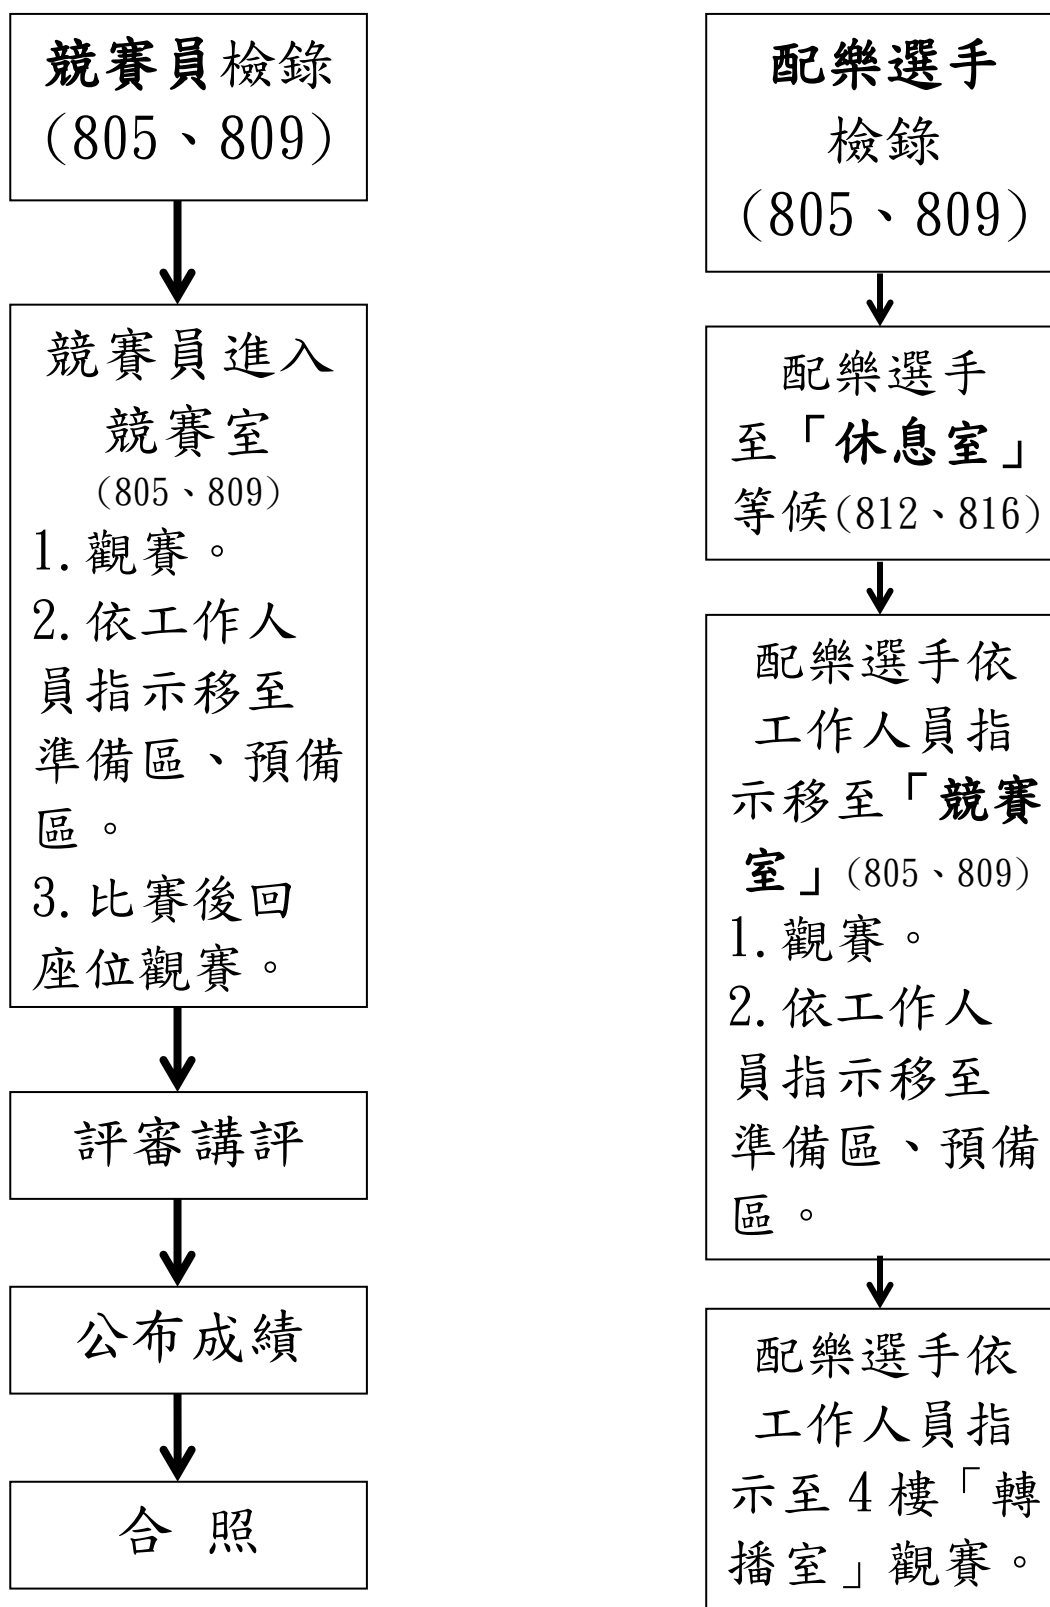 競賽員檢錄
(805、809)
競賽員進入
競賽室
(805、809)
1.觀賽。
2.依工作人
員指示移至
準備區、預備
區。
3.比賽後回
座位觀賽。
評審講評
公布成績
合 照
配樂選手
檢錄
(805、809)
配樂選手
至「休息室」
等候(812、816)
配樂選手依
工作人員指
示移至「競賽
室」(805、809)
1.觀賽。
2.依工作人
員指示移至
準備區、預備
區。
配樂選手依
工作人員指
示至 4 樓「轉
播室」觀賽。